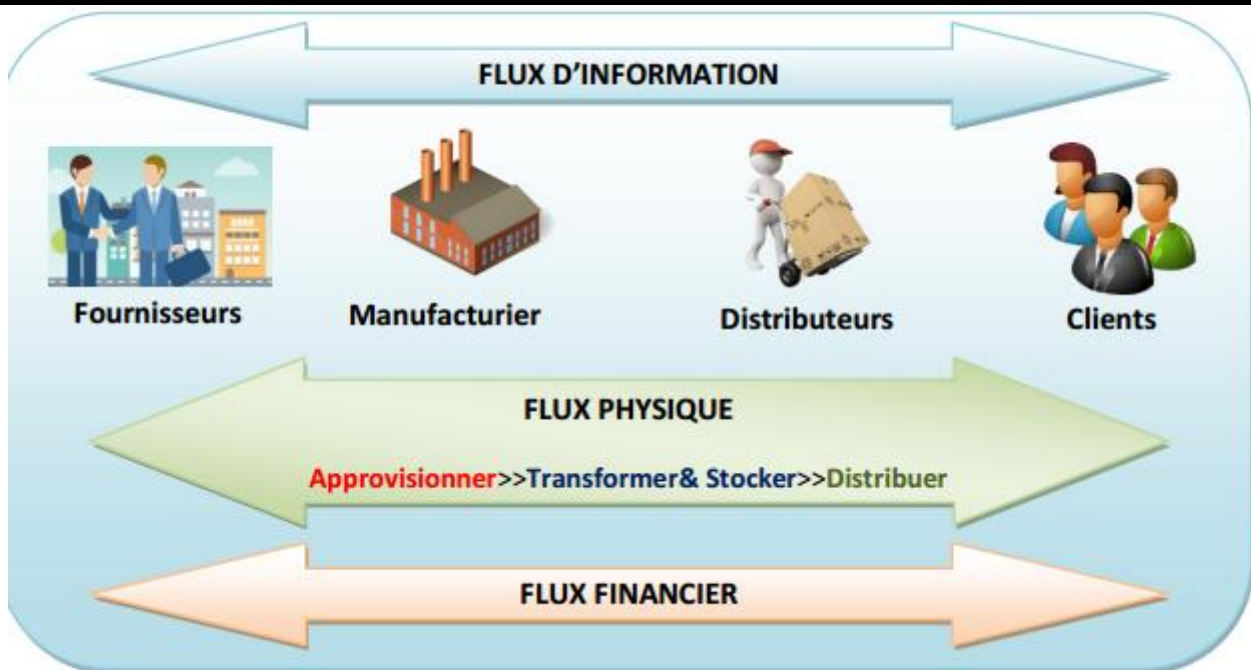 FLUX D'INFORMATION
Fournisseurs
Manufacturier
Distributeurs
Clients
FLUX PHYSIQUE
Approvisionner>>Transformer& Stocker>>Distribuer
FLUX FINANCIER